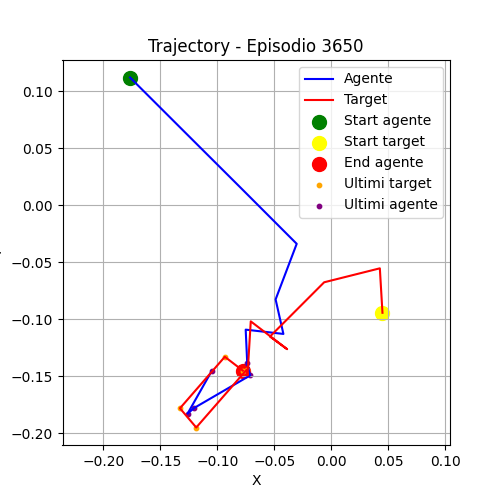 Trajectory - Episodio 3650
Agente
Target
Start agente
Start target
End agente
Ultimi target
Ultimi agente
0.10
0.05
0.00
−0.05
−0.10
−0.15
−0.20
−0.20 −0.15 −0.10 −0.05 0.00 0.05 0.10
X